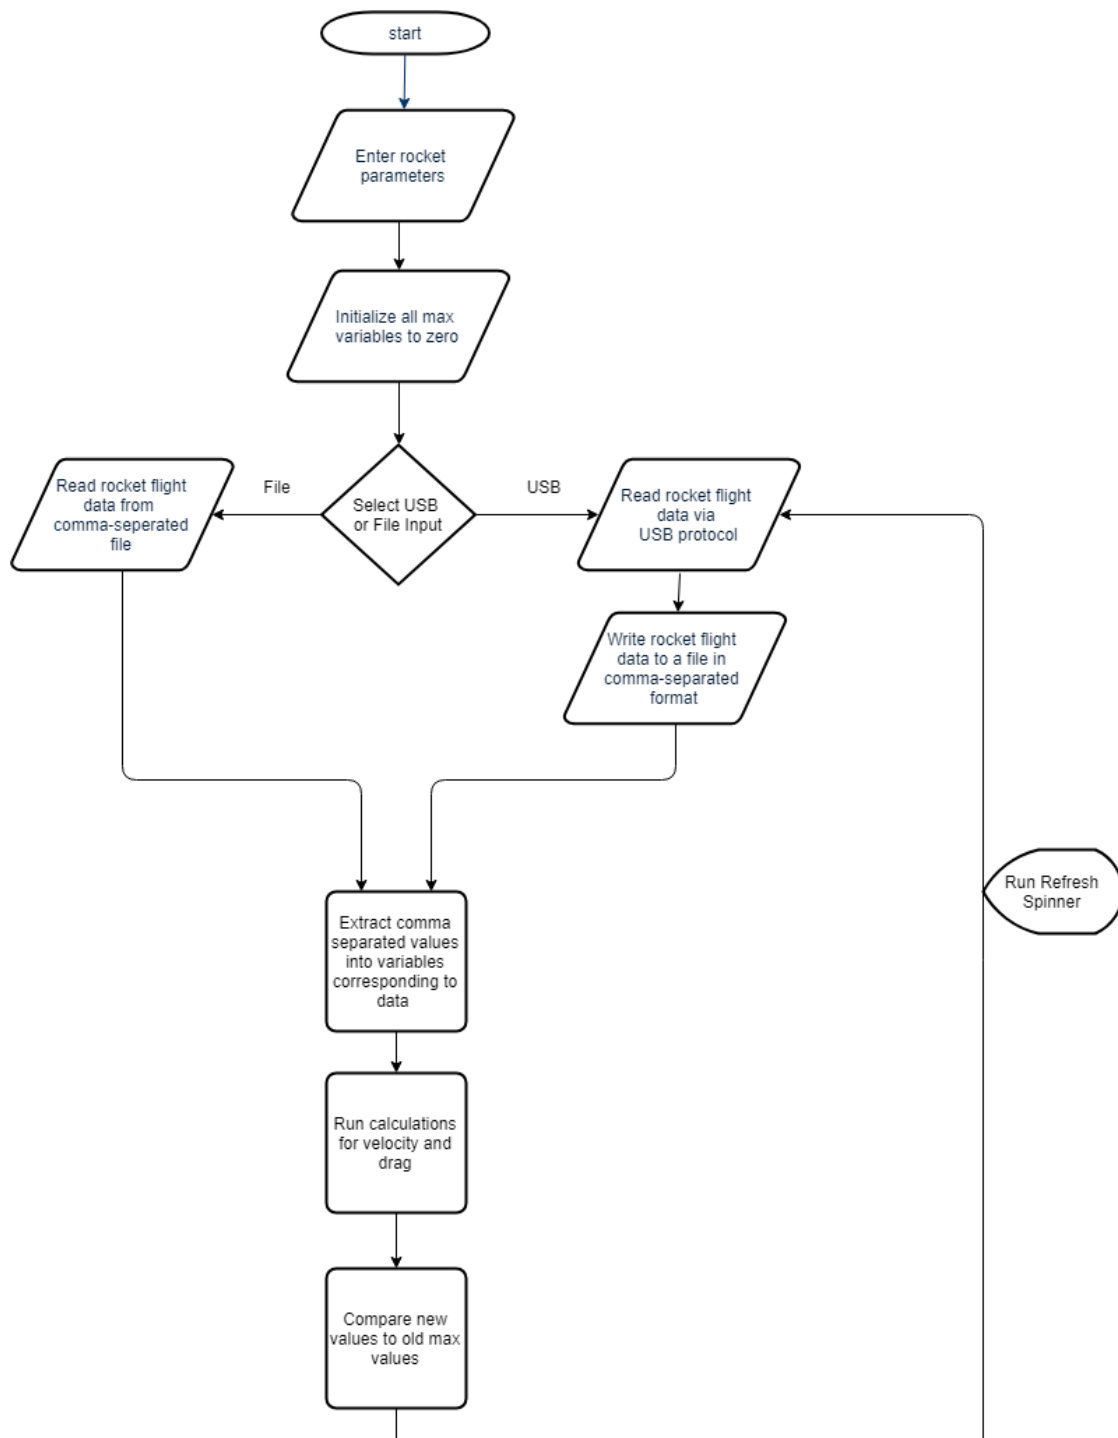 start
Enter rocket
parameters
Initialize all max
variables to zero
File
USB
Read rocket flight
data from
comma-seperated
file
Select USB
or File Input
Read rocket flight
data via
USB protocol
Write rocket flight
data to a file in
comma-separated
format
Run Refresh
Spinner
Extract comma
separated values
into variables
corresponding to
data
Run calculations
for velocity and
drag
Compare new
values to old max
values